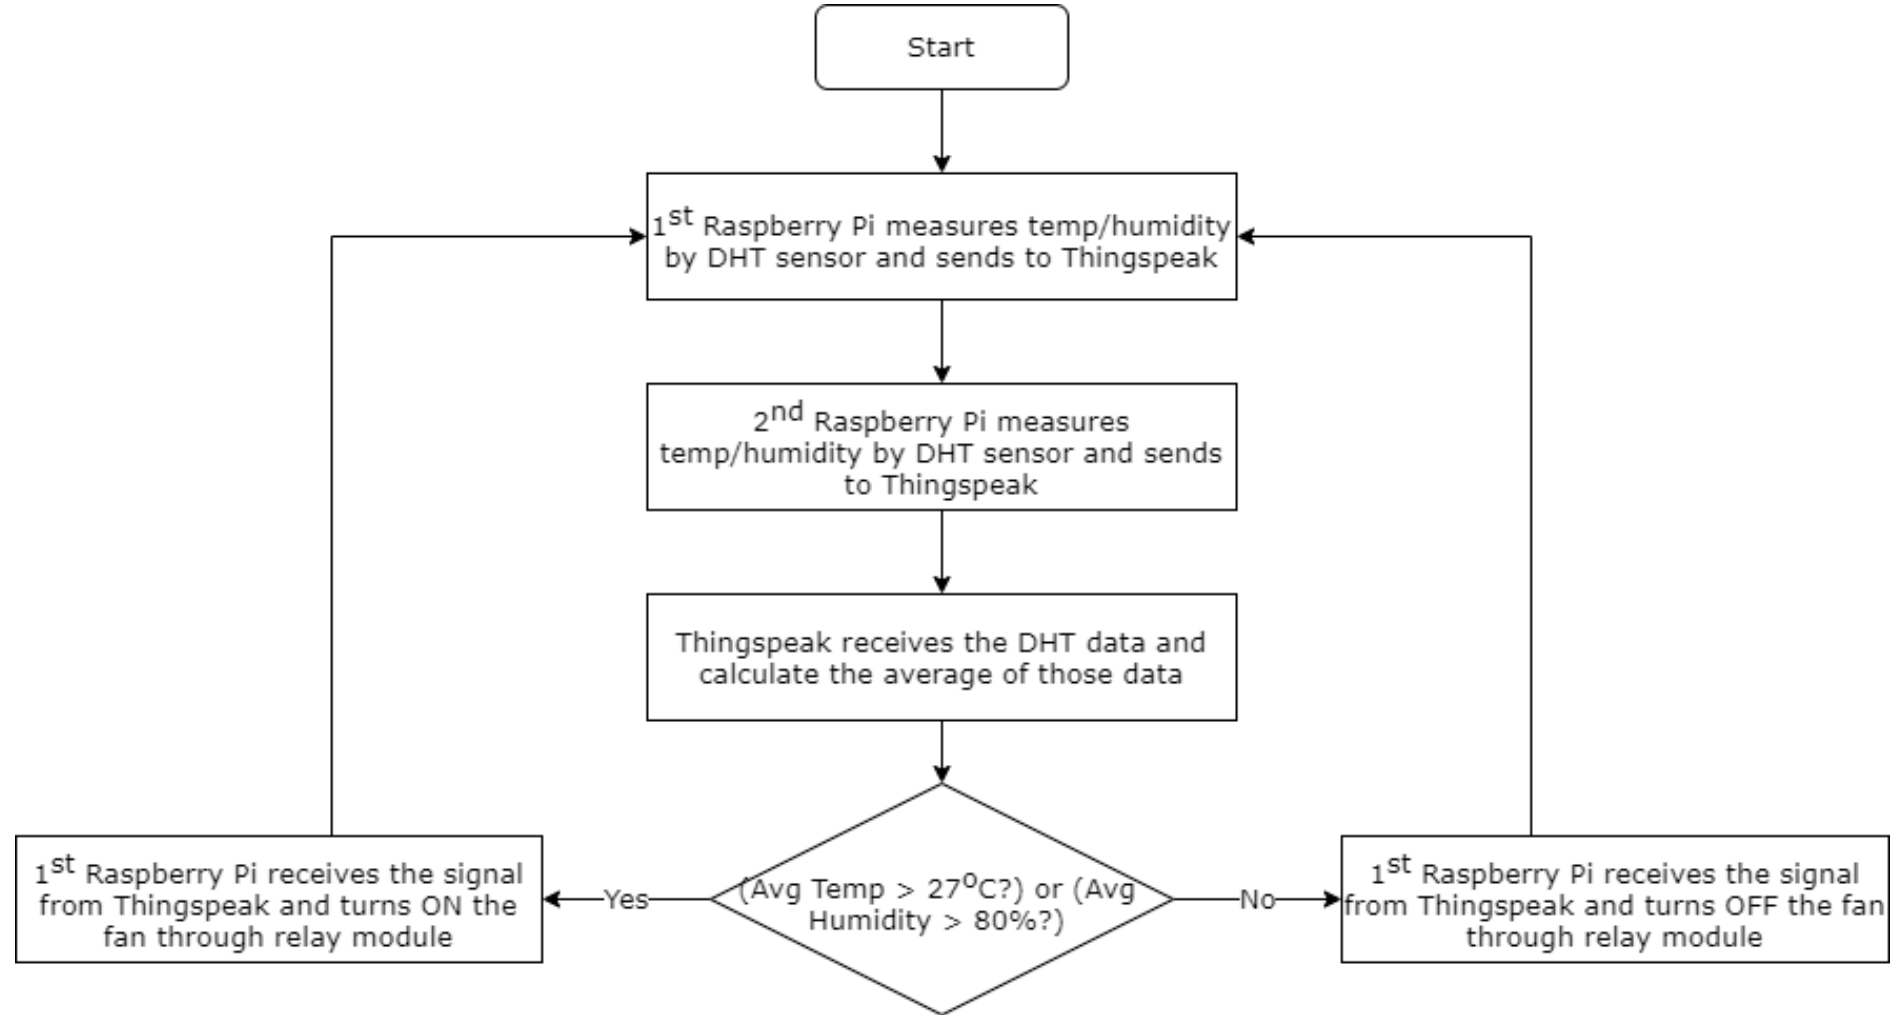 Start
1st Raspberry Pi measures temp/humidity
by DHT sensor and sends to Thingspeak
2nd Raspberry Pi measures
temp/humidity by DHT sensor and sends
to Thingspeak
Thingspeak receives the DHT data and
calculate the average of those data
(Avg Temp > 27oC?) or (Avg
Humidity > 80%?)
Yes
1st Raspberry Pi receives the signal
from Thingspeak and turns ON the
fan through relay module
No
1st Raspberry Pi receives the signal
from Thingspeak and turns OFF the fan
through relay module